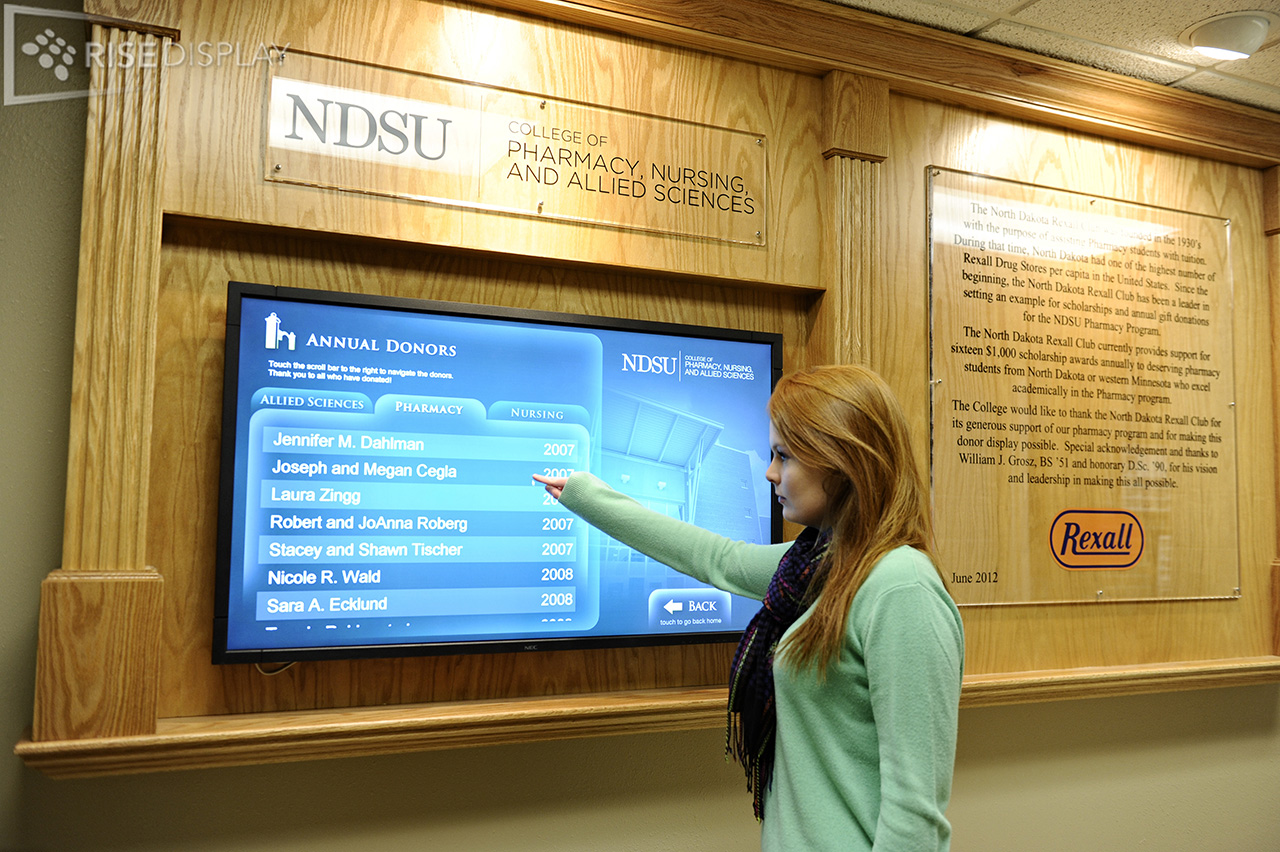 RISEDISPLAY
NDSU
COLLEGE OF
PHARMACY, NURSING,
AND ALLIED SCIENCES
ANNUAL DONORS
Touch the scroll bar to the right to navigate the donors.
Thank you to all who have donated!
NDSU
COLLEGE OF
PHARMACY, NURSING,
AND ALLIED SCIENCES
ALLIED SCIENCES
PHARMACY
NURSING
Jennifer M. Dahlman 2007
Joseph and Megan Cegla 2007
Laura Zingg
Robert and JoAnna Roberg 2007
Stacey and Shawn Tischer 2007
Nicole R. Wald 2008
Sara A. Ecklund 2008
BACK
touch to go back home
NEC
The North Dakota Rexall in the 1930's
with the purpose of assisting Pharmacy students with tuition.
During that time, North Dakota had one of the highest number of
Rexall Drug Stores per capita in the United States. Since the
beginning, the North Dakota Rexall Club has been a leader in
setting an example for scholarships and annual gift donations
for the NDSU Pharmacy Program.
The North Dakota Rexall Club currently provides support for
sixteen $1,000 scholarship awards annually to deserving pharmacy
students from North Dakota or western Minnesota who excel
academically in the Pharmacy program.
The College would like to thank the North Dakota Rexall Club for
its generous support of our pharmacy program and for making this
donor display possible. Special acknowledgement and thanks to
William J. Grosz, BS '51 and honorary D.Sc. '90, for his vision
and leadership in making this all possible.
Rexall
June 2012